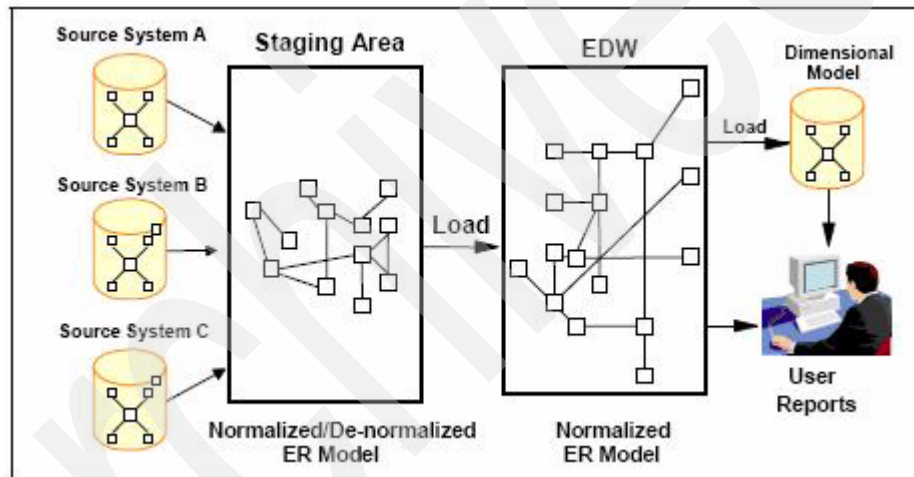 Source System A
Staging Area
EDW
Dimensional
Model
Load
Source System B
Load
Source System C
User
Reports
Normalized/De-normalized
ER Model
Normalized
ER Model